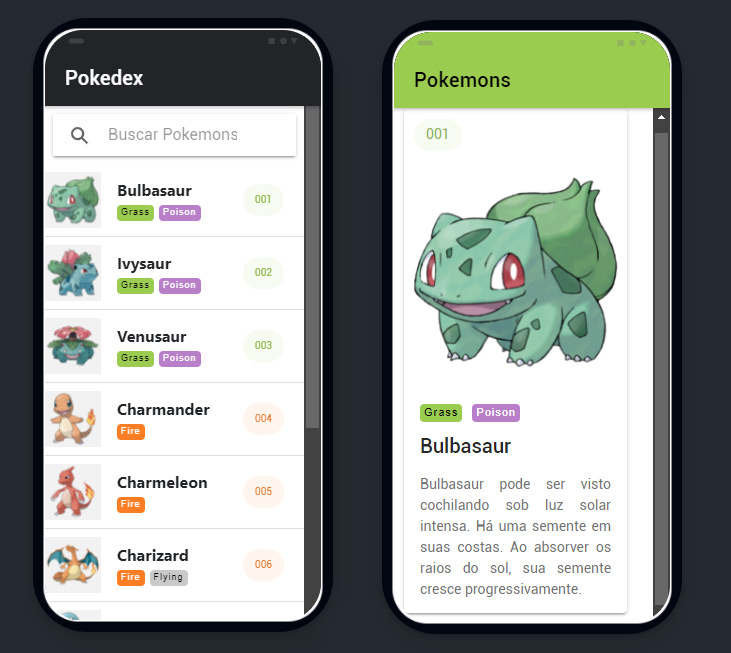 Pokedex
Buscar Pokemons
Bulbasaur
Grass Poison
001
Ivysaur
Grass Poison
002
Venusaur
Grass Poison
003
Charmander
Fire
004
Charmeleon
Fire
005
Charizard
Fire Flying
006
Pokemons
001
Grass Poison
Bulbasaur
Bulbasaur pode ser visto
cochilando sob luz solar
intensa. Há uma semente em
suas costas. Ao absorver os
raios do sol, sua semente
cresce progressivamente.